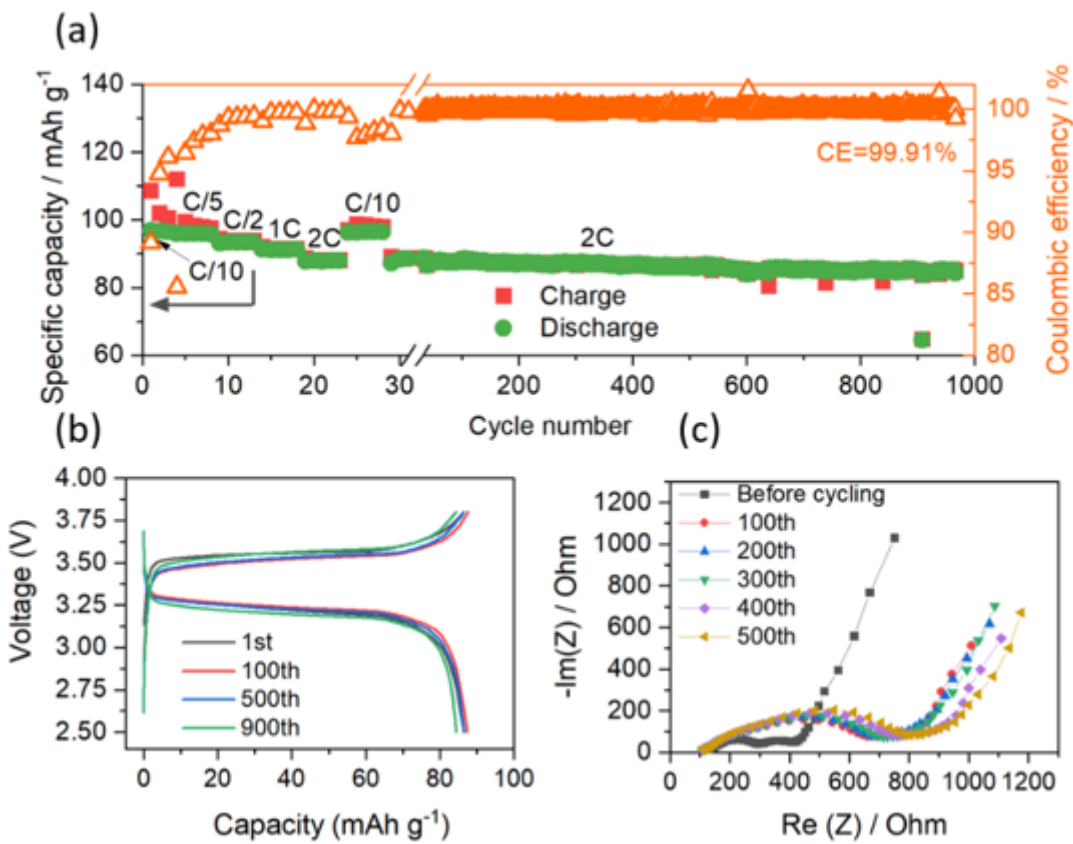 (a)
140
120
100
80
60
Specific capacity / mAh g⁻¹
C/5
C/2
1C
2C
C/10
C/10
2C
CE=99.91%
Charge
Discharge
100
95
90
85
80
Coulombic efficiency / %
0 10 20 30 200 400 600 800 1000
Cycle number
(b)
4.00
3.75
3.50
3.25
3.00
2.75
2.50
Voltage (V)
1st
100th
500th
900th
0 20 40 60 80 100
Capacity (mAh g⁻¹)
(c)
1200
1000
800
600
400
200
0
-Im(Z) / Ohm
Before cycling
100th
200th
300th
400th
500th
0 200 400 600 800 1000 1200
Re (Z) / Ohm